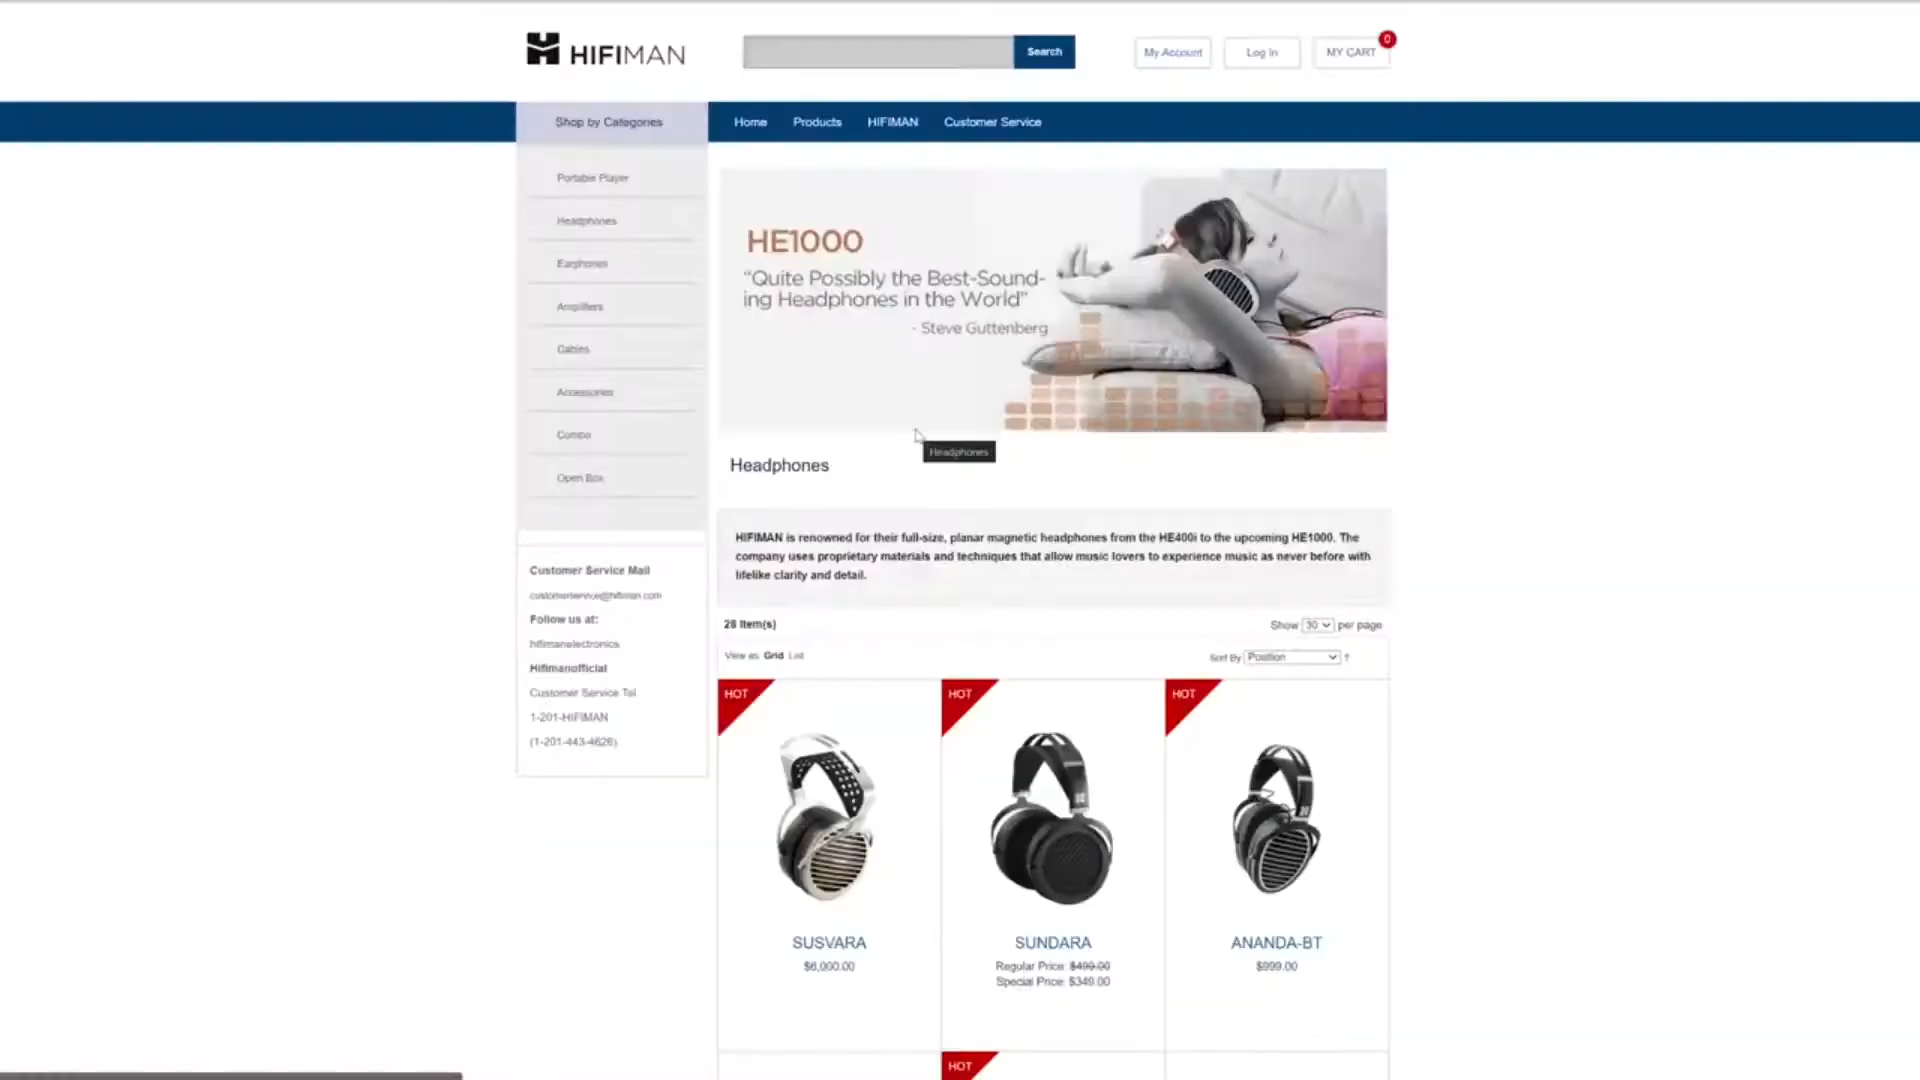 HIFIMAN
Search
My Account
Log In
MY CART
0
Shop by Categories
Home
Products
HIFIMAN
Customer Service
Portable Player
Headphones
Earphones
Amplifiers
Cables
Accessories
Combo
Open Box
Customer Service Mail
customerservice@hifiman.com
Follow us at:
hifimanelectronics
Hifimanofficial
Customer Service Tel
1-201-HIFIMAN
(1-201-443-4626)
HE1000
"Quite Possibly the Best-Sound-
ing Headphones in the World"
- Steve Guttenberg
Headphones
Headphones
HIFIMAN is renowned for their full-size, planar magnetic headphones from the HE400i to the upcoming HE1000. The
company uses proprietary materials and techniques that allow music lovers to experience music as never before with
lifelike clarity and detail.
28 Item(s)
Show 30 per page
View as: Grid List
Sort By Position
HOT
HOT
HOT
SUSVARA
$6,000.00
SUNDARA
Regular Price: $499.00
Special Price: $349.00
ANANDA-BT
$999.00
HOT